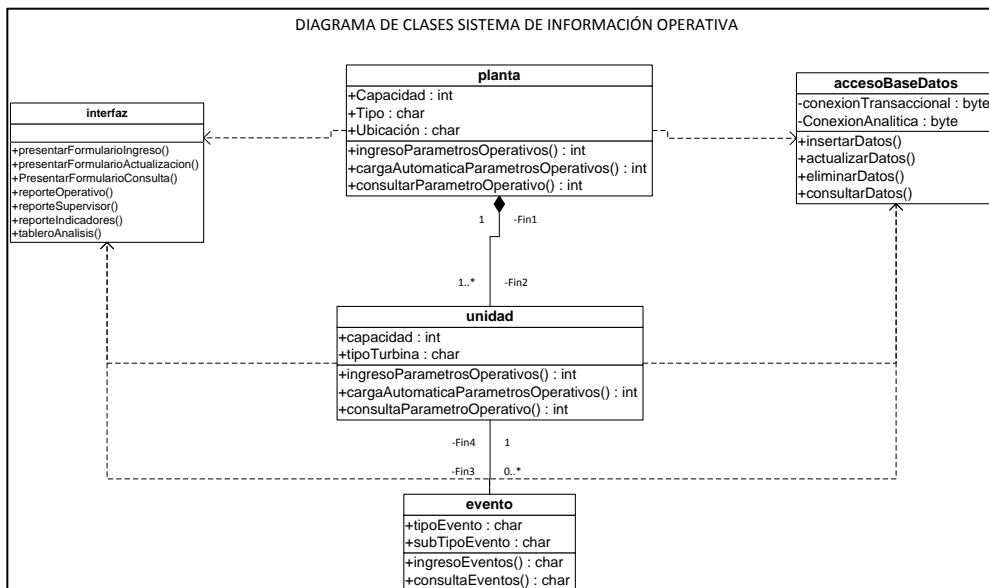 DIAGRAMA DE CLASES SISTEMA DE INFORMACIÓN OPERATIVA
planta
+Capacidad : int
+Tipo : char
+Ubicación : char
+ingresoParametrosOperativos() : int
+cargaAutomaticaParametrosOperativos() : int
+consultarParametroOperativo() : int
accesoBaseDatos
-conexionTransaccional : byte
-ConexionAnalitica : byte
+insertarDatos()
+actualizarDatos()
+eliminarDatos()
+consultarDatos()
interfaz
+presentarFormularioIngreso()
+presentarFormularioActualizacion()
+PresentarFormularioConsulta()
+reporteOperativo()
+reporteSupervisor()
+reporteIndicadores()
+tableroAnalisis()
1
-Fin1
1..*
-Fin2
unidad
+capacidad : int
+tipoTurbina : char
+ingresoParametrosOperativos() : int
+cargaAutomaticaParametrosOperativos() : int
+consultaParametroOperativo() : int
-Fin4
1
-Fin3
0..*
evento
+tipoEvento : char
+subTipoEvento : char
+ingresoEventos() : char
+consultaEventos() : char